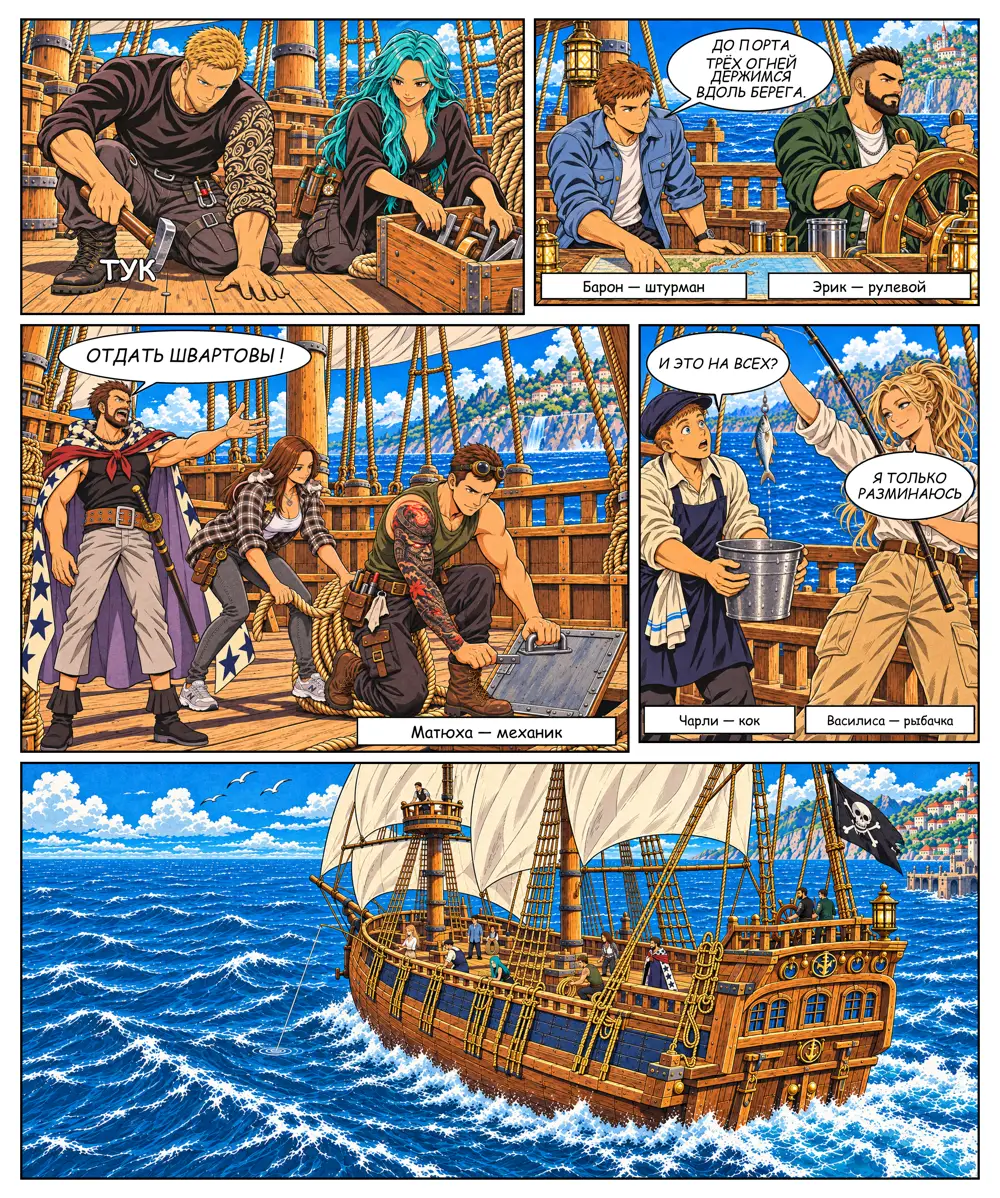 ТУК
ДО ПОРТА
ТРЁХ ОГНЕЙ
ДЕРЖИМСЯ
ВДОЛЬ БЕРЕГА.
Барон — штурман
Эрик — рулевой
ОТДАТЬ ШВАРТОВЫ !
Матюха — механик
И ЭТО НА ВСЕХ?
Я ТОЛЬКО
РАЗМИНАЮСЬ
Чарли — кок
Василиса — рыбачка